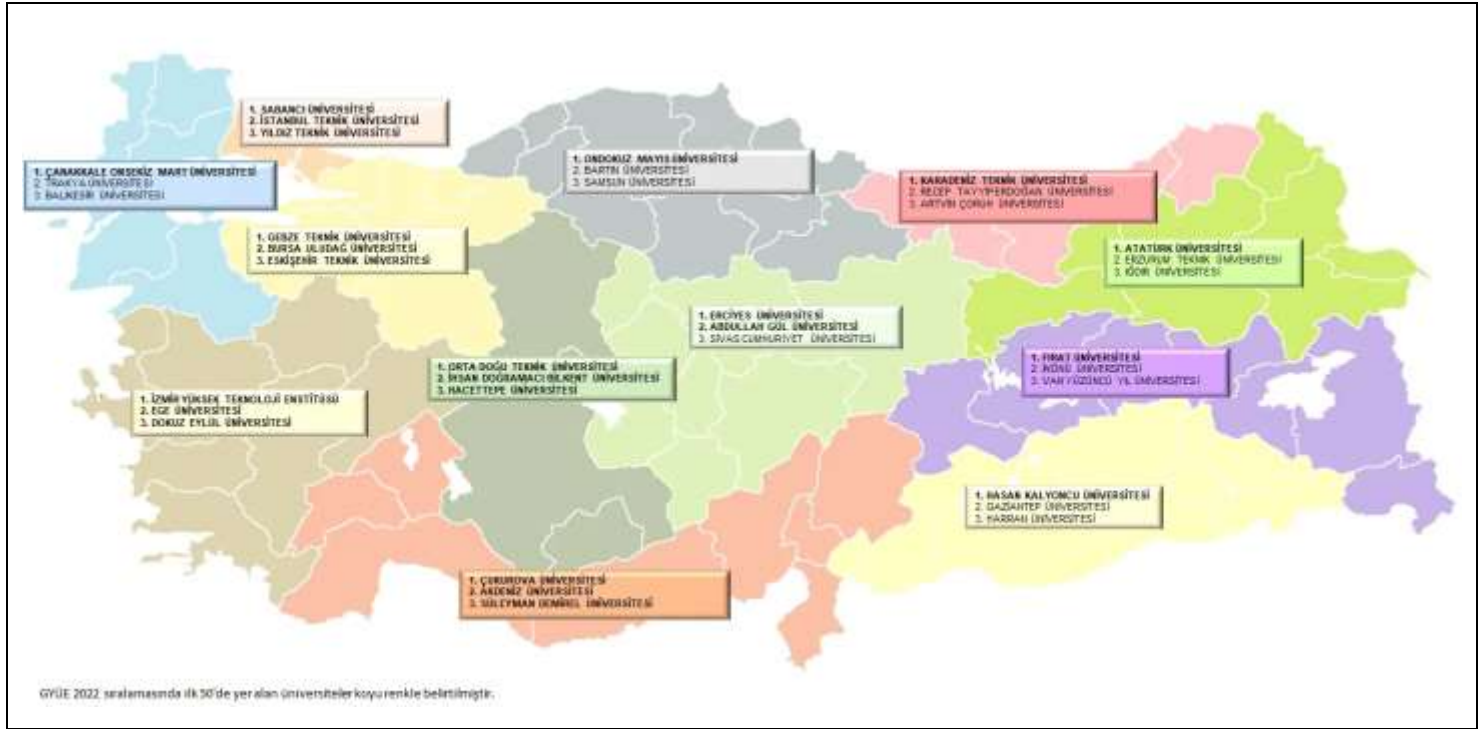 1. SABANCI ÜNİVERSİTESİ
2. İSTANBUL TEKNİK ÜNİVERSİTESİ
3. YILDIZ TEKNİK ÜNİVERSİTESİ
1. ÇANAKKALE ONSEKİZ MART ÜNİVERSİTESİ
2. TRAKYA ÜNİVERSİTESİ
3. BALIKESİR ÜNİVERSİTESİ
1. ONDOKUZ MAYIS ÜNİVERSİTESİ
2. BARTIN ÜNİVERSİTESİ
3. SAMSUN ÜNİVERSİTESİ
1. KARADENİZ TEKNİK ÜNİVERSİTESİ
2. RECEP TAYYİP ERDOĞAN ÜNİVERSİTESİ
3. ARTVİN ÇORUH ÜNİVERSİTESİ
1. GEBZE TEKNİK ÜNİVERSİTESİ
2. BURSA ULUDAĞ ÜNİVERSİTESİ
3. ESKİŞEHİR TEKNİK ÜNİVERSİTESİ
1. ATATÜRK ÜNİVERSİTESİ
2. ERZURUM TEKNİK ÜNİVERSİTESİ
3. IĞDIR ÜNİVERSİTESİ
1. ERCİYES ÜNİVERSİTESİ
2. ABDULLAH GÜL ÜNİVERSİTESİ
3. SİVAS CUMHURİYET ÜNİVERSİTESİ
1. ORTA DOĞU TEKNİK ÜNİVERSİTESİ
2. İHSAN DOĞRAMACI BİLKENT ÜNİVERSİTESİ
3. HACETTEPE ÜNİVERSİTESİ
1. FIRAT ÜNİVERSİTESİ
2. İNÖNÜ ÜNİVERSİTESİ
3. VAN YÜZÜNCÜ YIL ÜNİVERSİTESİ
1. İZMİR YÜKSEK TEKNOLOJİ ENSTİTÜSÜ
2. EGE ÜNİVERSİTESİ
3. DOKUZ EYLÜL ÜNİVERSİTESİ
1. HASAN KALYONCU ÜNİVERSİTESİ
2. GAZİANTEP ÜNİVERSİTESİ
3. HARRAN ÜNİVERSİTESİ
1. ÇUKUROVA ÜNİVERSİTESİ
2. AKDENİZ ÜNİVERSİTESİ
3. SÜLEYMAN DEMİREL ÜNİVERSİTESİ
GYÜE 2022 sıralamasında ilk 50'de yer alan üniversiteler koyu renkle belirtilmiştir.